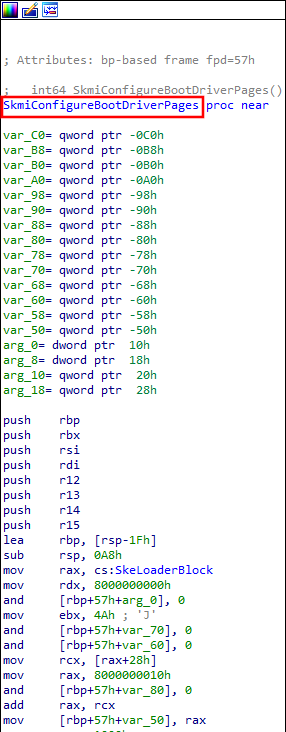 ; Attributes: bp-based frame fpd=57h
; int64 SkmiConfigureBootDriverPages()
SkmiConfigureBootDriverPages proc near
var_C0= qword ptr -0C0h
var_B8= qword ptr -0B8h
var_B0= qword ptr -0B0h
var_A0= qword ptr -0A0h
var_98= qword ptr -98h
var_90= qword ptr -90h
var_88= qword ptr -88h
var_80= qword ptr -80h
var_78= qword ptr -78h
var_70= qword ptr -70h
var_68= qword ptr -68h
var_60= qword ptr -60h
var_58= qword ptr -58h
var_50= qword ptr -50h
arg_0= dword ptr 10h
arg_8= dword ptr 18h
arg_10= qword ptr 20h
arg_18= qword ptr 28h
push rbp
push rbx
push rsi
push rdi
push r12
push r13
push r14
push r15
lea rbp, [rsp-1Fh]
sub rsp, 0A8h
mov rax, cs:SkeLoaderBlock
mov rdx, 8000000000h
and [rbp+57h+arg_0], 0
mov ebx, 4Ah ; 'J'
and [rbp+57h+var_70], 0
and [rbp+57h+var_60], 0
mov rcx, [rax+28h]
mov rax, 8000000010h
and [rbp+57h+var_80], 0
add rax, rcx
mov [rbp+57h+var_50], rax